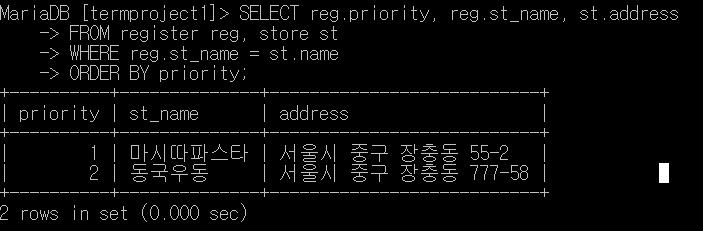 MariaDB [termproject1]> SELECT reg.priority, reg.st_name, st.address
    -> FROM register reg, store st
    -> WHERE reg.st_name = st.name
    -> ORDER BY priority;
+----------+--------------+----------------------------+
| priority | st_name | address |
+----------+--------------+----------------------------+
| 1 | 마시따파스타 | 서울시 중구 장충동 55-2 |
| 2 | 동국우동 | 서울시 중구 장충동 777-58 |
+----------+--------------+----------------------------+
2 rows in set (0.000 sec)